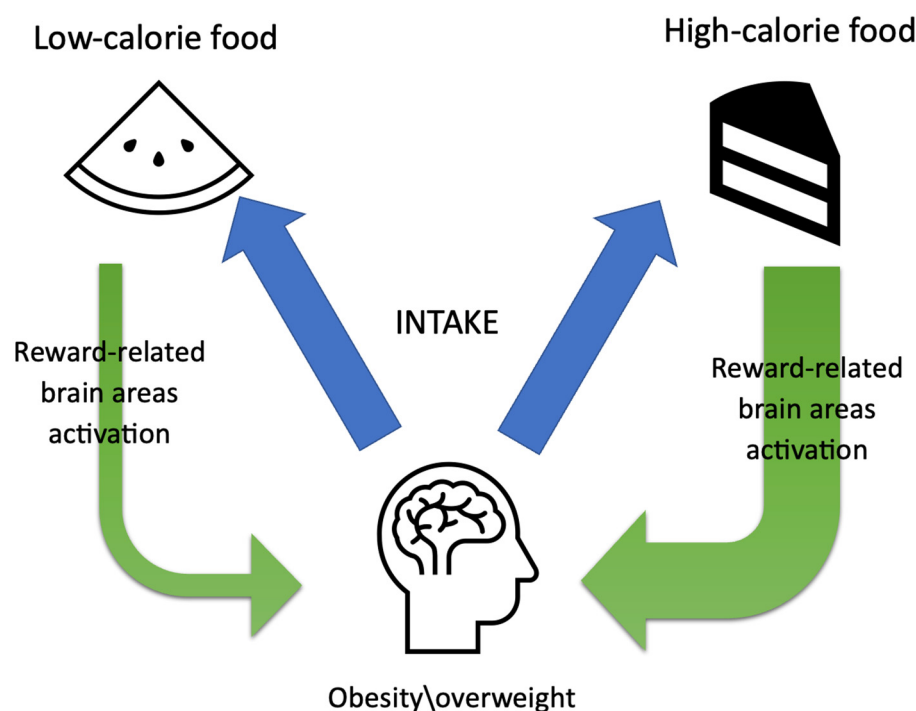 Low-calorie food
High-calorie food
INTAKE
Reward-related
brain areas
activation
Reward-related
brain areas
activation
Obesity\overweight